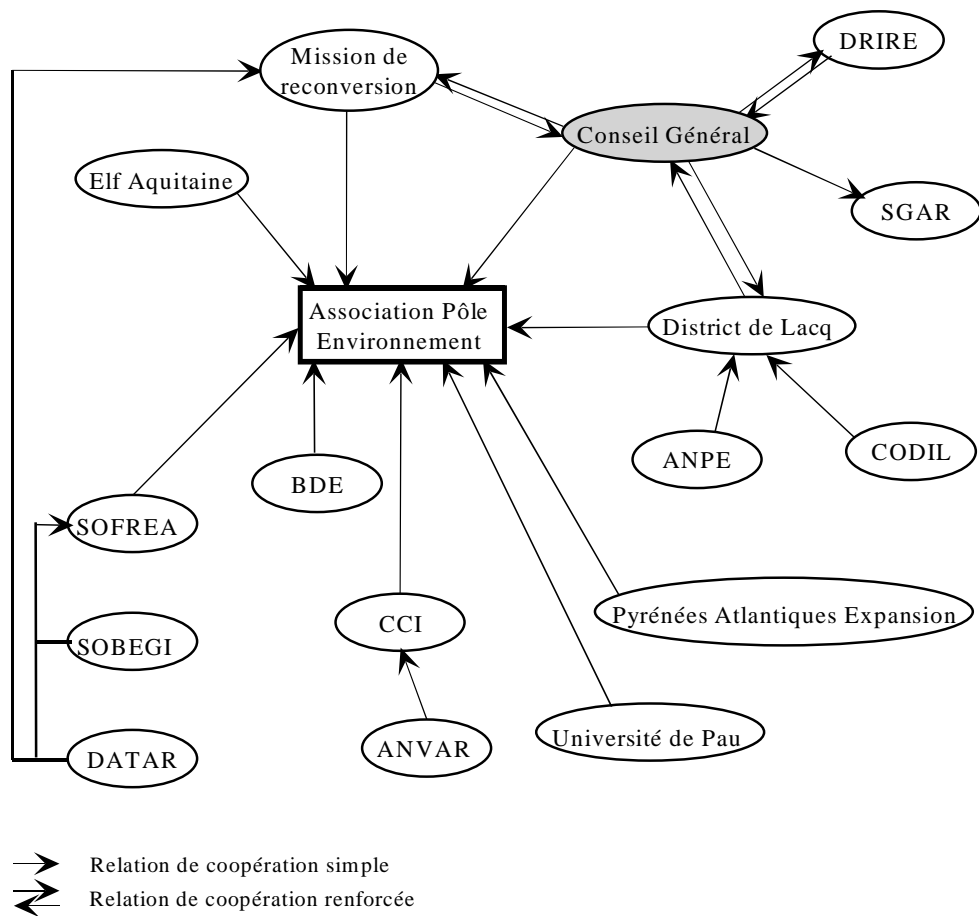 DRIRE
Mission de
reconversion
Conseil Général
Elf Aquitaine
SGAR
Association Pôle
Environnement
District de Lacq
ANPE
CODIL
BDE
SOFREA
Pyrénées Atlantiques Expansion
CCI
SOBEGI
Université de Pau
ANVAR
DATAR
Relation de coopération simple
Relation de coopération renforcée